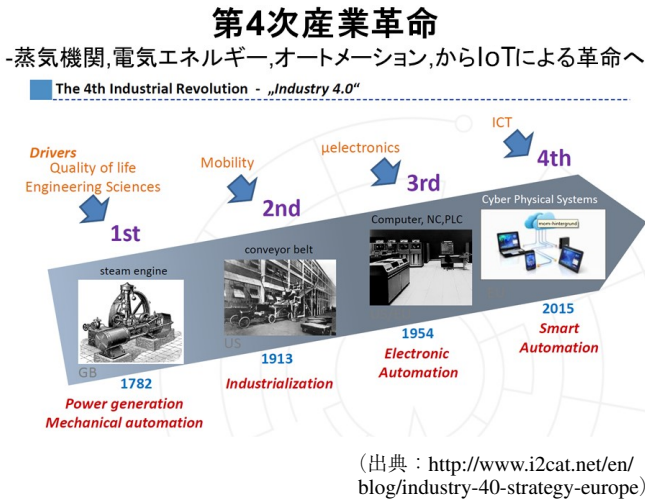 第4次産業革命
-蒸気機関,電気エネルギー,オートメーション,からIoTによる革命へ
The 4th Industrial Revolution - „Industry 4.0“
Drivers
Quality of life
Engineering Sciences
1st
steam engine
GB
1782
Power generation
Mechanical automation
Mobility
2nd
conveyor belt
US
1913
Industrialization
μelectronics
3rd
Computer, NC,PLC
1954
Electronic
Automation
ICT
4th
Cyber Physical Systems
2015
Smart
Automation
（出典：http://www.i2cat.net/en/
blog/industry-40-strategy-europe）